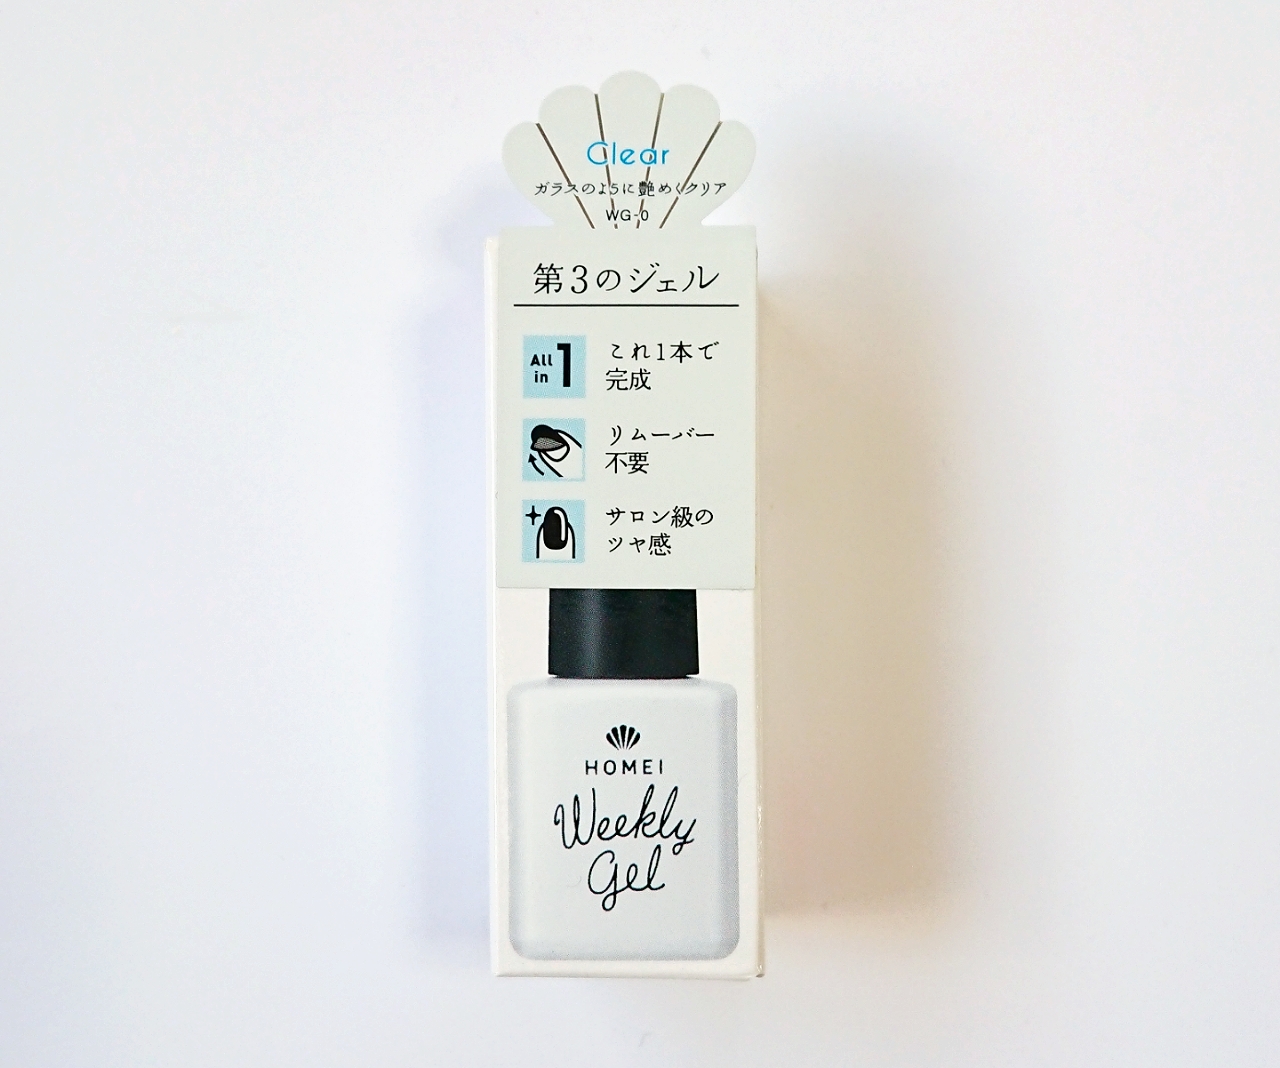 Clear
ガラスのように艶めくクリア
WG-0
第3のジェル
All in 1
これ1本で
完成
リムーバー
不要
サロン級の
ツヤ感
HOMEI
Weekly
Gel